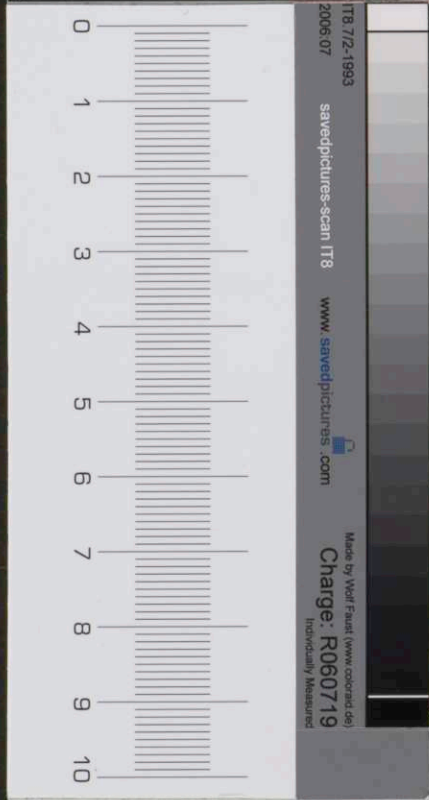 IT8.7/2-1993
2006:07
savedpictures-scan IT8
www.savedpictures.com
Made by Wolf Faust (www.coloraid.de)
Charge: R060719
Individually Measured
0
1
2
3
4
5
6
7
8
9
10